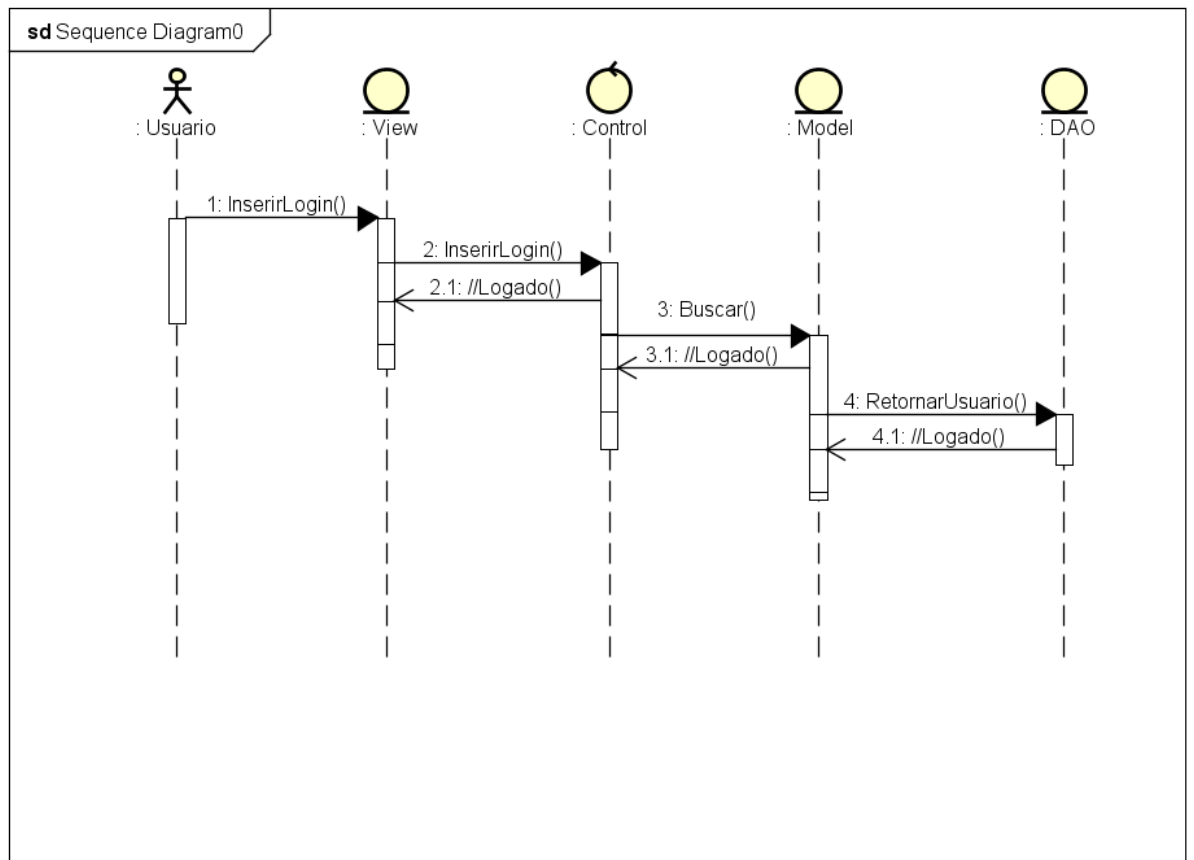 sd Sequence Diagram0
: Usuario
: View
: Control
: Model
: DAO
1: InserirLogin()
2: InserirLogin()
2.1: //Logado()
3: Buscar()
3.1: //Logado()
4: RetornarUsuario()
4.1: //Logado()